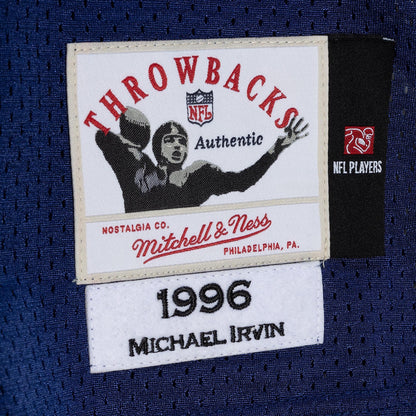 THROWBACKS
NFL
Authentic
NFL PLAYERS
NOSTALGIA CO.
Mitchell & Ness
PHILADELPHIA, PA.
1996
MICHAEL IRVIN